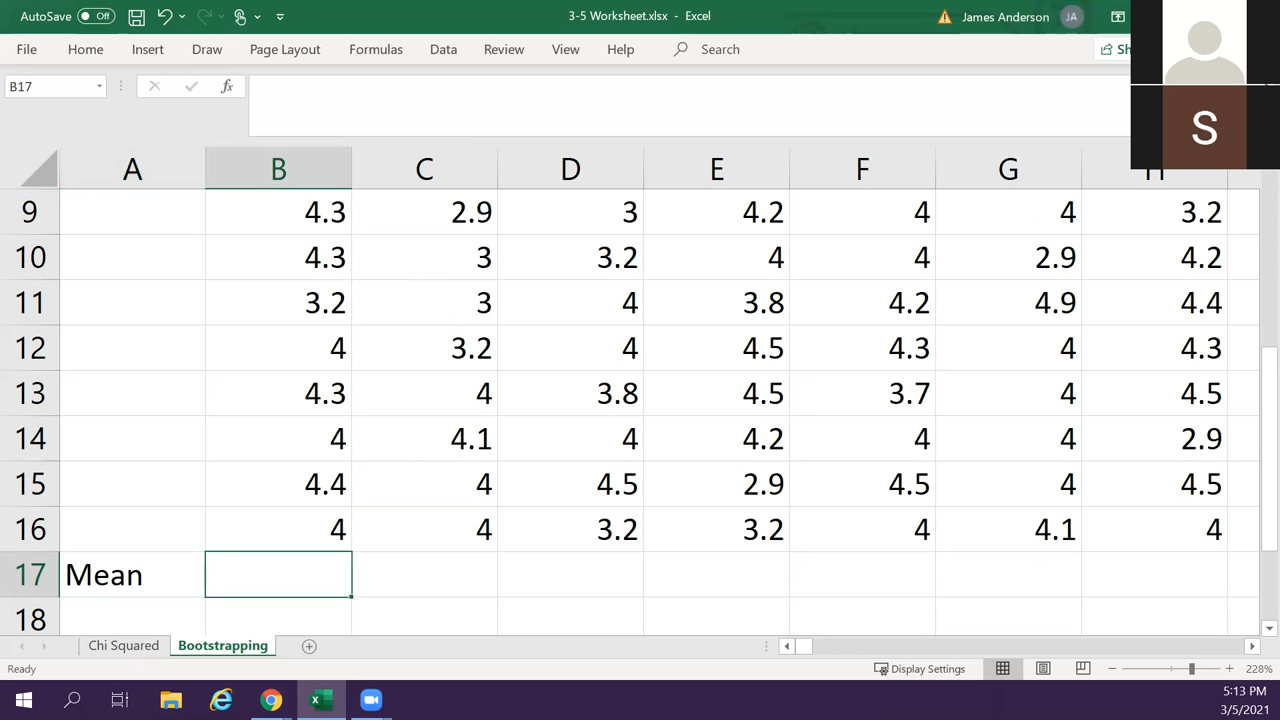 AutoSave Off 3-5 Worksheet.xlsx - Excel James Anderson JA
File Home Insert Draw Page Layout Formulas Data Review View Help Search Sh
B17 fx
S
A B C D E F G H
9 4.3 2.9 3 4.2 4 4 3.2
10 4.3 3 3.2 4 4 2.9 4.2
11 3.2 3 4 3.8 4.2 4.9 4.4
12 4 3.2 4 4.5 4.3 4 4.3
13 4.3 4 3.8 4.5 3.7 4 4.5
14 4 4.1 4 4.2 4 4 2.9
15 4.4 4 4.5 2.9 4.5 4 4.5
16 4 4 3.2 3.2 4 4.1 4
17 Mean
18
Chi Squared Bootstrapping
Ready Display Settings 228%
5:13 PM
3/5/2021